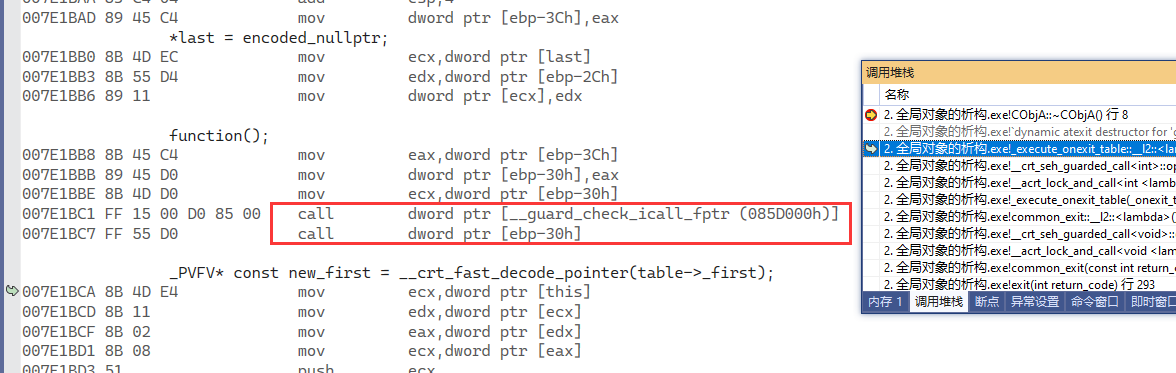 007E1BAD 89 45 C4 mov dword ptr [ebp-3Ch],eax
*last = encoded_nullptr;
007E1BB0 8B 4D EC mov ecx,dword ptr [last]
007E1BB3 8B 55 D4 mov edx,dword ptr [ebp-2Ch]
007E1BB6 89 11 mov dword ptr [ecx],edx
function();
007E1BB8 8B 45 C4 mov eax,dword ptr [ebp-3Ch]
007E1BBB 89 45 D0 mov dword ptr [ebp-30h],eax
007E1BBE 8B 4D D0 mov ecx,dword ptr [ebp-30h]
007E1BC1 FF 15 00 D0 85 00 call dword ptr [__guard_check_icall_fptr (085D000h)]
007E1BC7 FF 55 D0 call dword ptr [ebp-30h]
_PVFV* const new_first = __crt_fast_decode_pointer(table->_first);
007E1BCA 8B 4D E4 mov ecx,dword ptr [this]
007E1BCD 8B 11 mov edx,dword ptr [ecx]
007E1BCF 8B 02 mov eax,dword ptr [edx]
007E1BD1 8B 08 mov ecx,dword ptr [eax]
007E1BD3 51 push ecx
调用堆栈
名称
2. 全局对象的析构.exe!CObjA::~CObjA() 行 8
2. 全局对象的析构.exe!`dynamic atexit destructor for '
2. 全局对象的析构.exe!_execute_onexit_table::__l2::<
2. 全局对象的析构.exe!__crt_seh_guarded_call<int>::op
2. 全局对象的析构.exe!__acrt_lock_and_call<int <lamb
2. 全局对象的析构.exe!_execute_onexit_table(_onexit_t
2. 全局对象的析构.exe!common_exit::__l2::<lambda>(
2. 全局对象的析构.exe!__crt_seh_guarded_call<void>::
2. 全局对象的析构.exe!__acrt_lock_and_call<void <lam
2. 全局对象的析构.exe!common_exit(const int return_c
2. 全局对象的析构.exe!exit(int return_code) 行 293
内存 1 调用堆栈 断点 异常设置 命令窗口 即时窗口